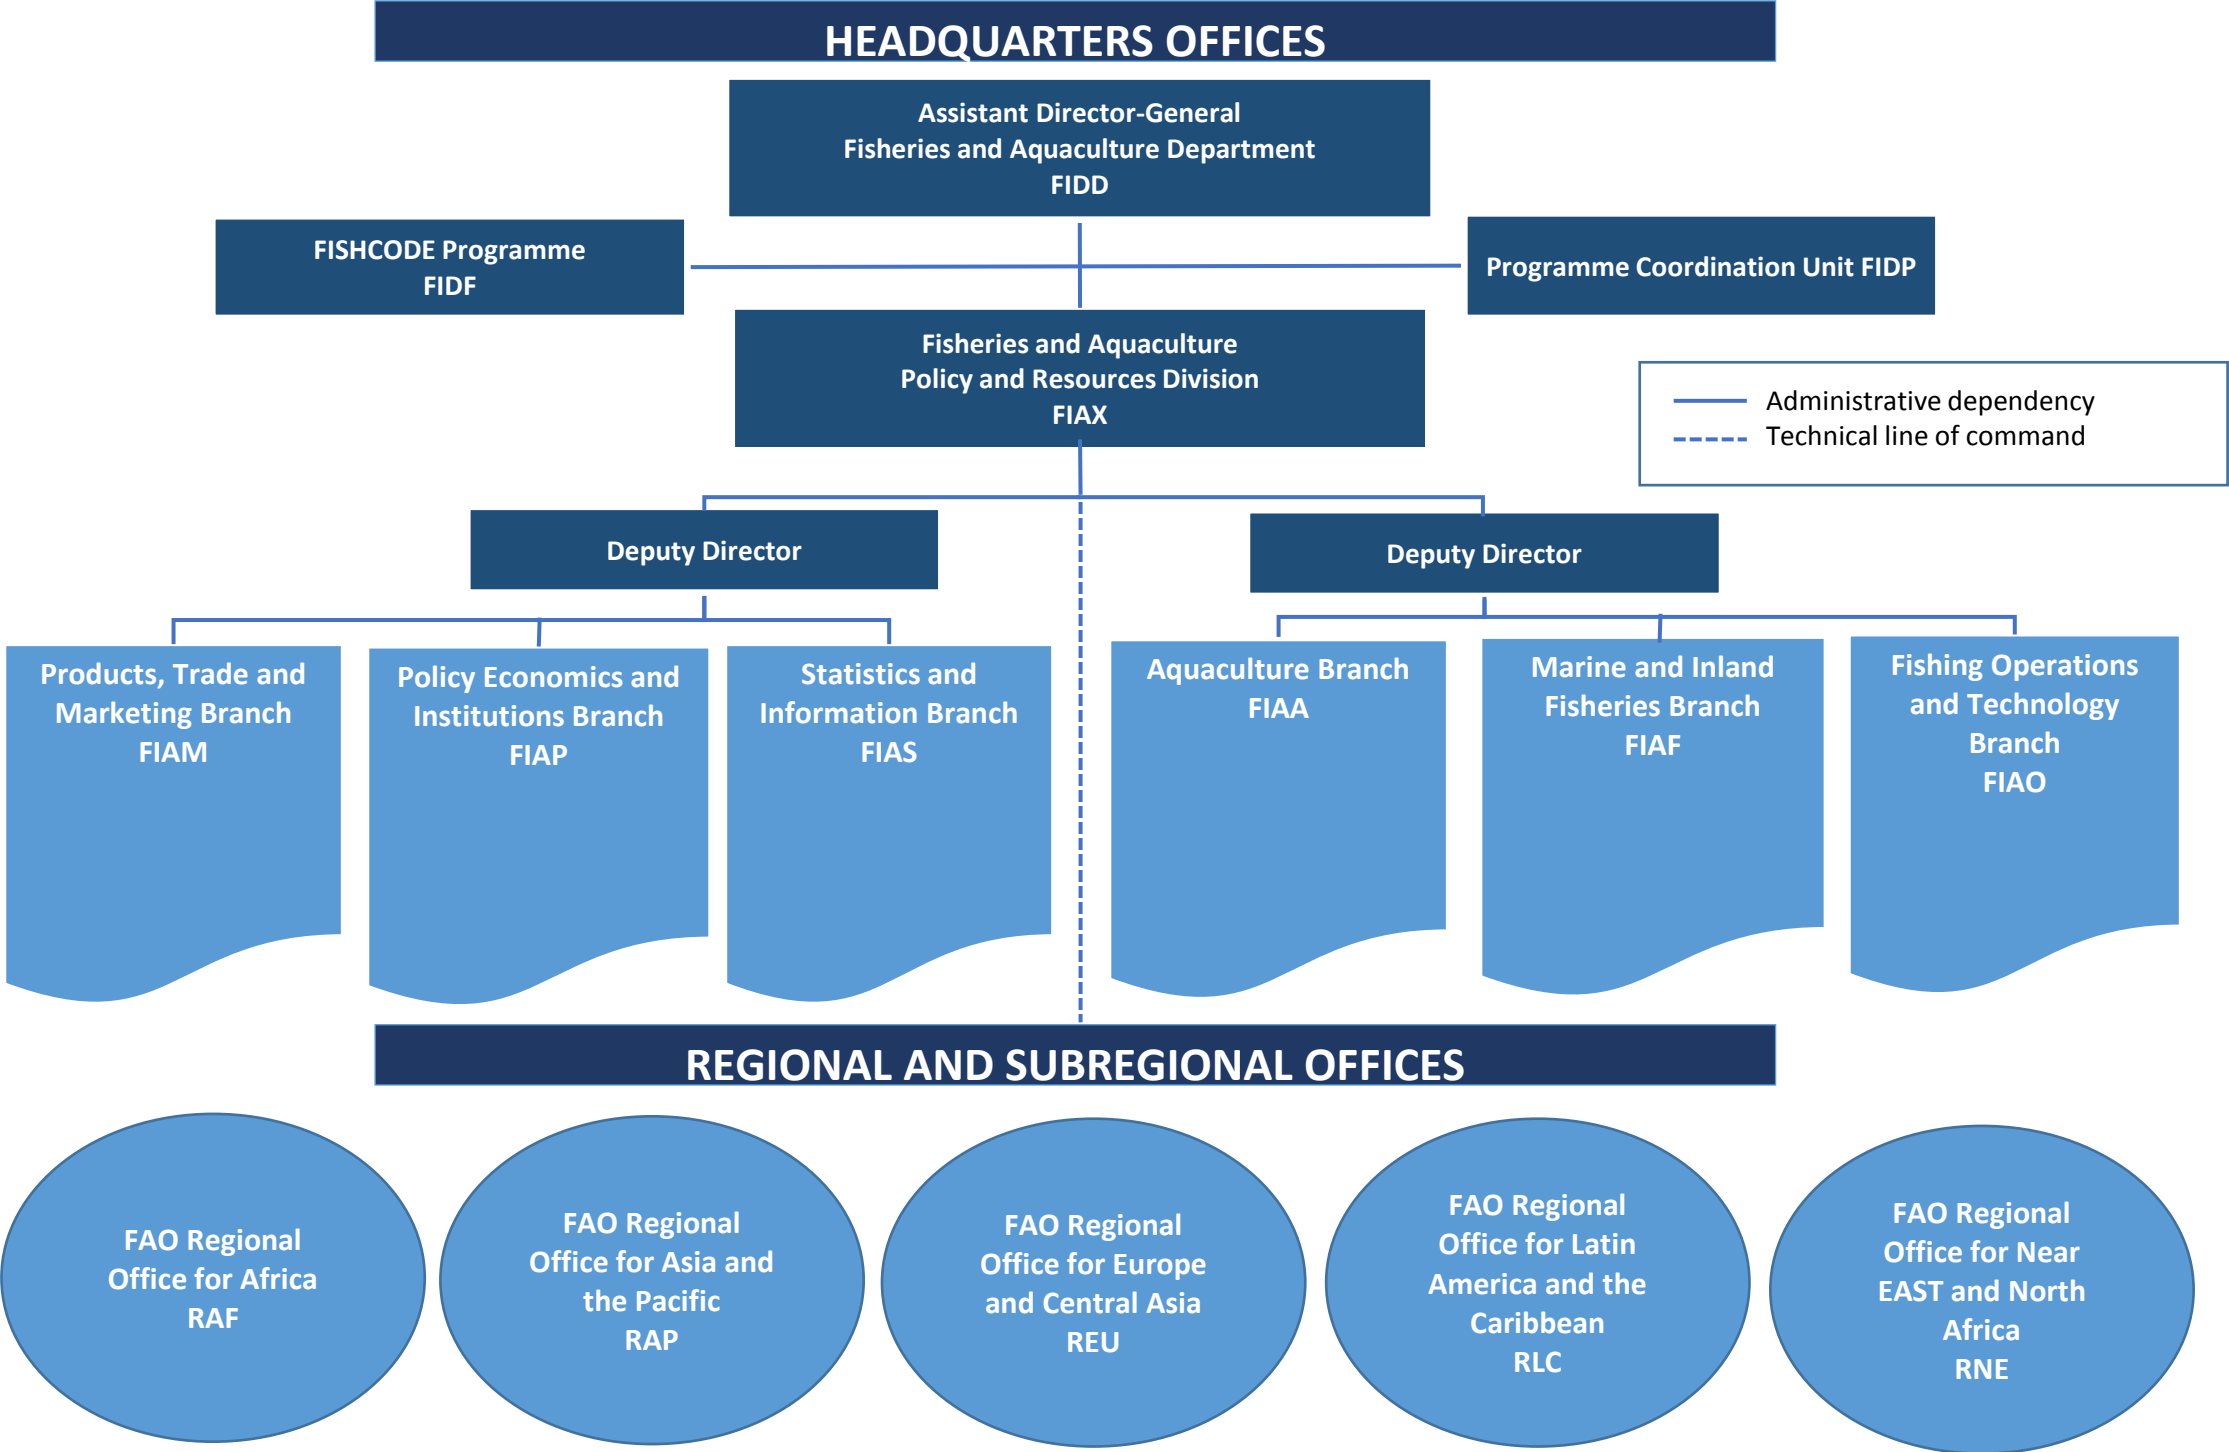 HEADQUARTERS OFFICES
Assistant Director-General
Fisheries and Aquaculture Department
FIDD
FISHCODE Programme
FIDF
Programme Coordination Unit FIDP
Fisheries and Aquaculture
Policy and Resources Division
FIAX
Administrative dependency
Technical line of command
Deputy Director
Deputy Director
Products, Trade and
Marketing Branch
FIAM
Policy Economics and
Institutions Branch
FIAP
Statistics and
Information Branch
FIAS
Aquaculture Branch
FIAA
Marine and Inland
Fisheries Branch
FIAF
Fishing Operations
and Technology
Branch
FIAO
REGIONAL AND SUBREGIONAL OFFICES
FAO Regional
Office for Africa
RAF
FAO Regional
Office for Asia and
the Pacific
RAP
FAO Regional
Office for Europe
and Central Asia
REU
FAO Regional
Office for Latin
America and the
Caribbean
RLC
FAO Regional
Office for Near
EAST and North
Africa
RNE